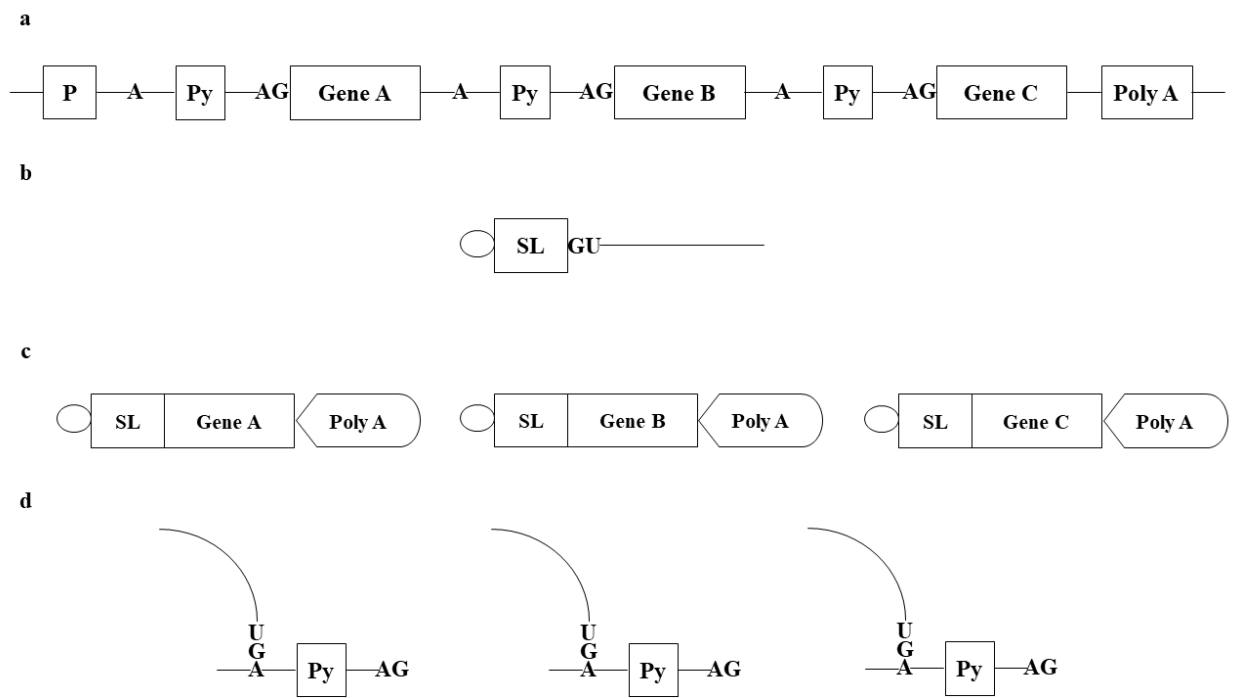 a
P A Py AG Gene A A Py AG Gene B A Py AG Gene C Poly A
b
SL GU
c
SL Gene A Poly A SL Gene B Poly A SL Gene C Poly A
d
U U U
G G G
A Py AG A Py AG A Py AG